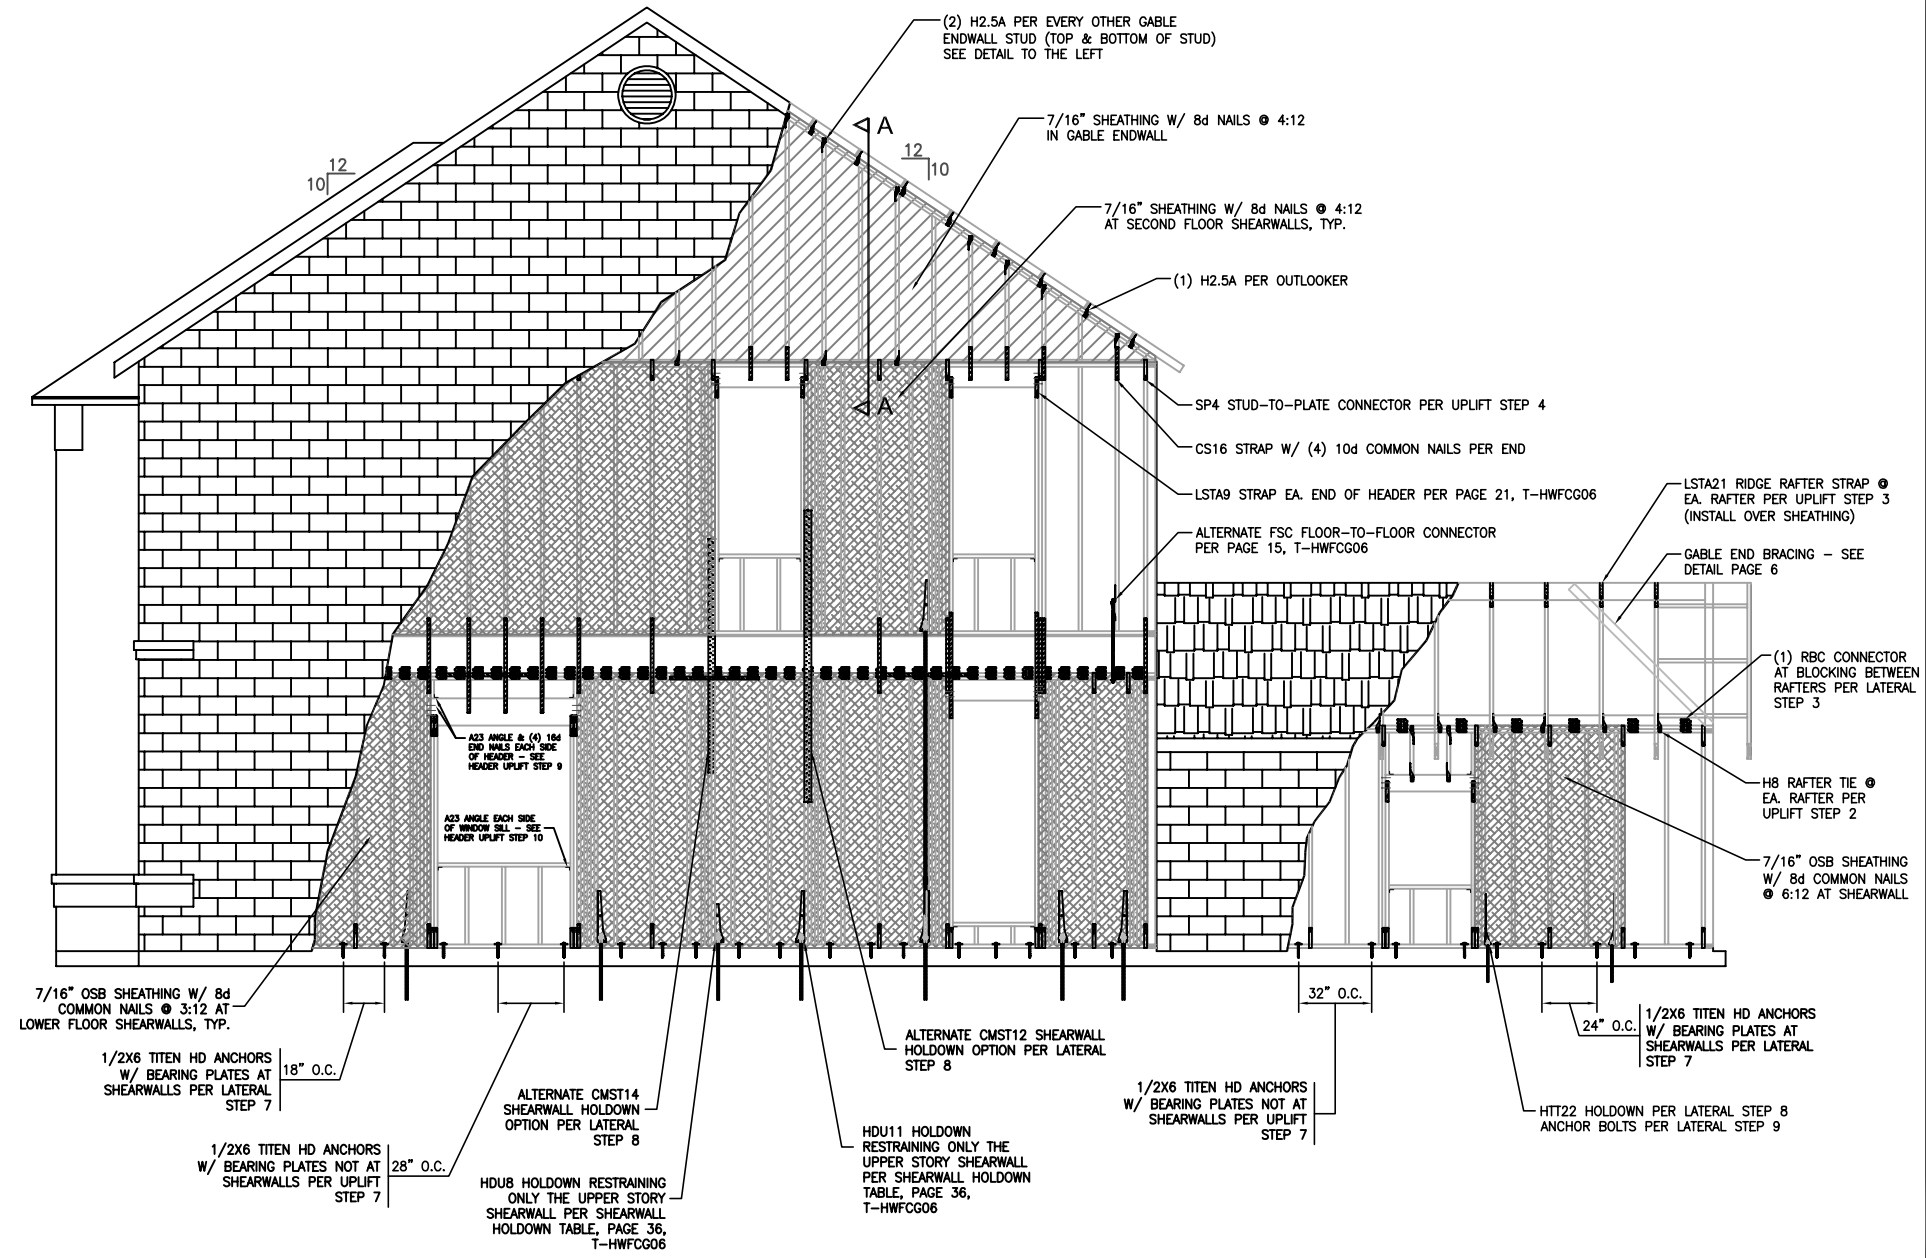 (2) H2.5A PER EVERY OTHER GABLE
ENDWALL STUD (TOP & BOTTOM OF STUD)
SEE DETAIL TO THE LEFT
A
7/16" SHEATHING W/ 8d NAILS @ 4:12
IN GABLE ENDWALL
12
10
12
10
7/16" SHEATHING W/ 8d NAILS @ 4:12
AT SECOND FLOOR SHEARWALLS, TYP.
(1) H2.5A PER OUTLOOKER
A
SP4 STUD-TO-PLATE CONNECTOR PER UPLIFT STEP 4
CS16 STRAP W/ (4) 10d COMMON NAILS PER END
LSTA9 STRAP EA. END OF HEADER PER PAGE 21, T-HWFCG06
ALTERNATE FSC FLOOR-TO-FLOOR CONNECTOR
PER PAGE 15, T-HWFCG06
LSTA21 RIDGE RAFTER STRAP @
EA. RAFTER PER UPLIFT STEP 3
(INSTALL OVER SHEATHING)
GABLE END BRACING - SEE
DETAIL PAGE 6
(1) RBC CONNECTOR
AT BLOCKING BETWEEN
RAFTERS PER LATERAL
STEP 3
A23 ANGLE & (4) 16d
END NAILS EACH SIDE
OF HEADER - SEE
HEADER UPLIFT STEP 9
A23 ANGLE EACH SIDE
OF WINDOW SILL - SEE
HEADER UPLIFT STEP 10
H8 RAFTER TIE @
EA. RAFTER PER
UPLIFT STEP 2
7/16" OSB SHEATHING
W/ 8d COMMON NAILS
@ 6:12 AT SHEARWALL
7/16" OSB SHEATHING W/ 8d
COMMON NAILS @ 3:12 AT
LOWER FLOOR SHEARWALLS, TYP.
1/2X6 TITEN HD ANCHORS
W/ BEARING PLATES AT
SHEARWALLS PER LATERAL
STEP 7
18" O.C.
1/2X6 TITEN HD ANCHORS
W/ BEARING PLATES NOT AT
SHEARWALLS PER UPLIFT
STEP 7
28" O.C.
ALTERNATE CMST14
SHEARWALL HOLDOWN
OPTION PER LATERAL
STEP 8
HDU8 HOLDOWN RESTRAINING
ONLY THE UPPER STORY
SHEARWALL PER SHEARWALL
HOLDOWN TABLE, PAGE 36,
T-HWFCG06
HDU11 HOLDOWN
RESTRAINING ONLY THE
UPPER STORY SHEARWALL
PER SHEARWALL HOLDOWN
TABLE, PAGE 36,
T-HWFCG06
ALTERNATE CMST12 SHEARWALL
HOLDOWN OPTION PER LATERAL
STEP 8
32" O.C.
1/2X6 TITEN HD ANCHORS
W/ BEARING PLATES NOT AT
SHEARWALLS PER UPLIFT
STEP 7
24" O.C.
1/2X6 TITEN HD ANCHORS
W/ BEARING PLATES AT
SHEARWALLS PER LATERAL
STEP 7
HTT22 HOLDOWN PER LATERAL STEP 8
ANCHOR BOLTS PER LATERAL STEP 9